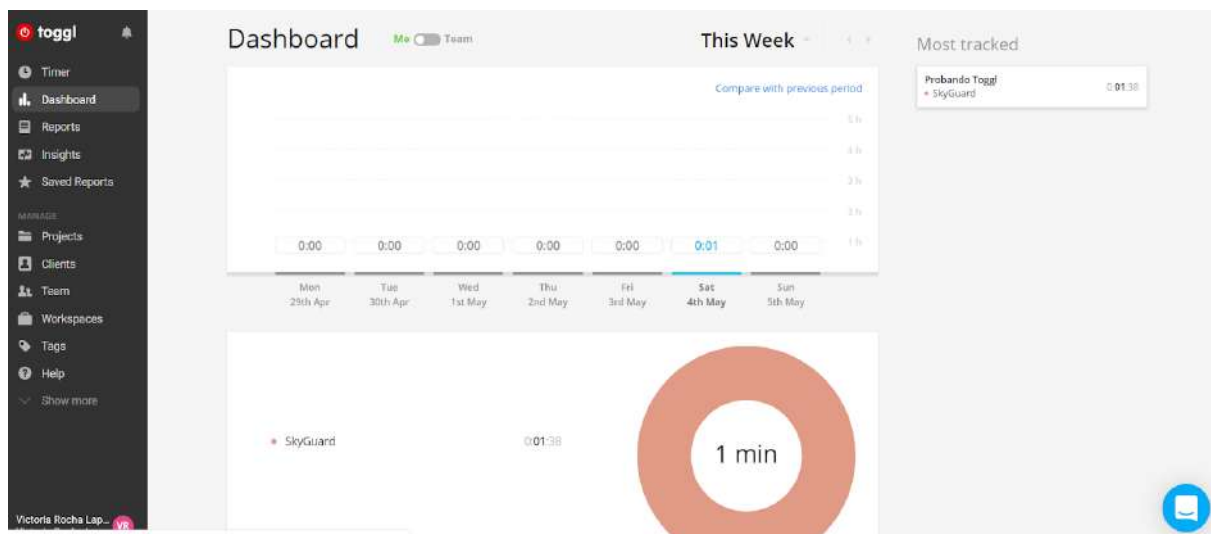 toggl
Timer
Dashboard
Reports
Insights
Saved Reports
MANAGE
Projects
Clients
Team
Workspaces
Tags
Help
Show more
Victoria Rocha Lap...
VR
Dashboard
Me Team
This Week
Compare with previous period
5 h
4 h
2 h
1 h
0:00 0:00 0:00 0:00 0:00 0:01 0:00
Mon Tue Wed Thu Fri Sat Sun
29th Apr 30th Apr 1st May 2nd May 3rd May 4th May 5th May
SkyGuard 0:01:38
1 min
Most tracked
Probando Toggl
SkyGuard
0:01:38